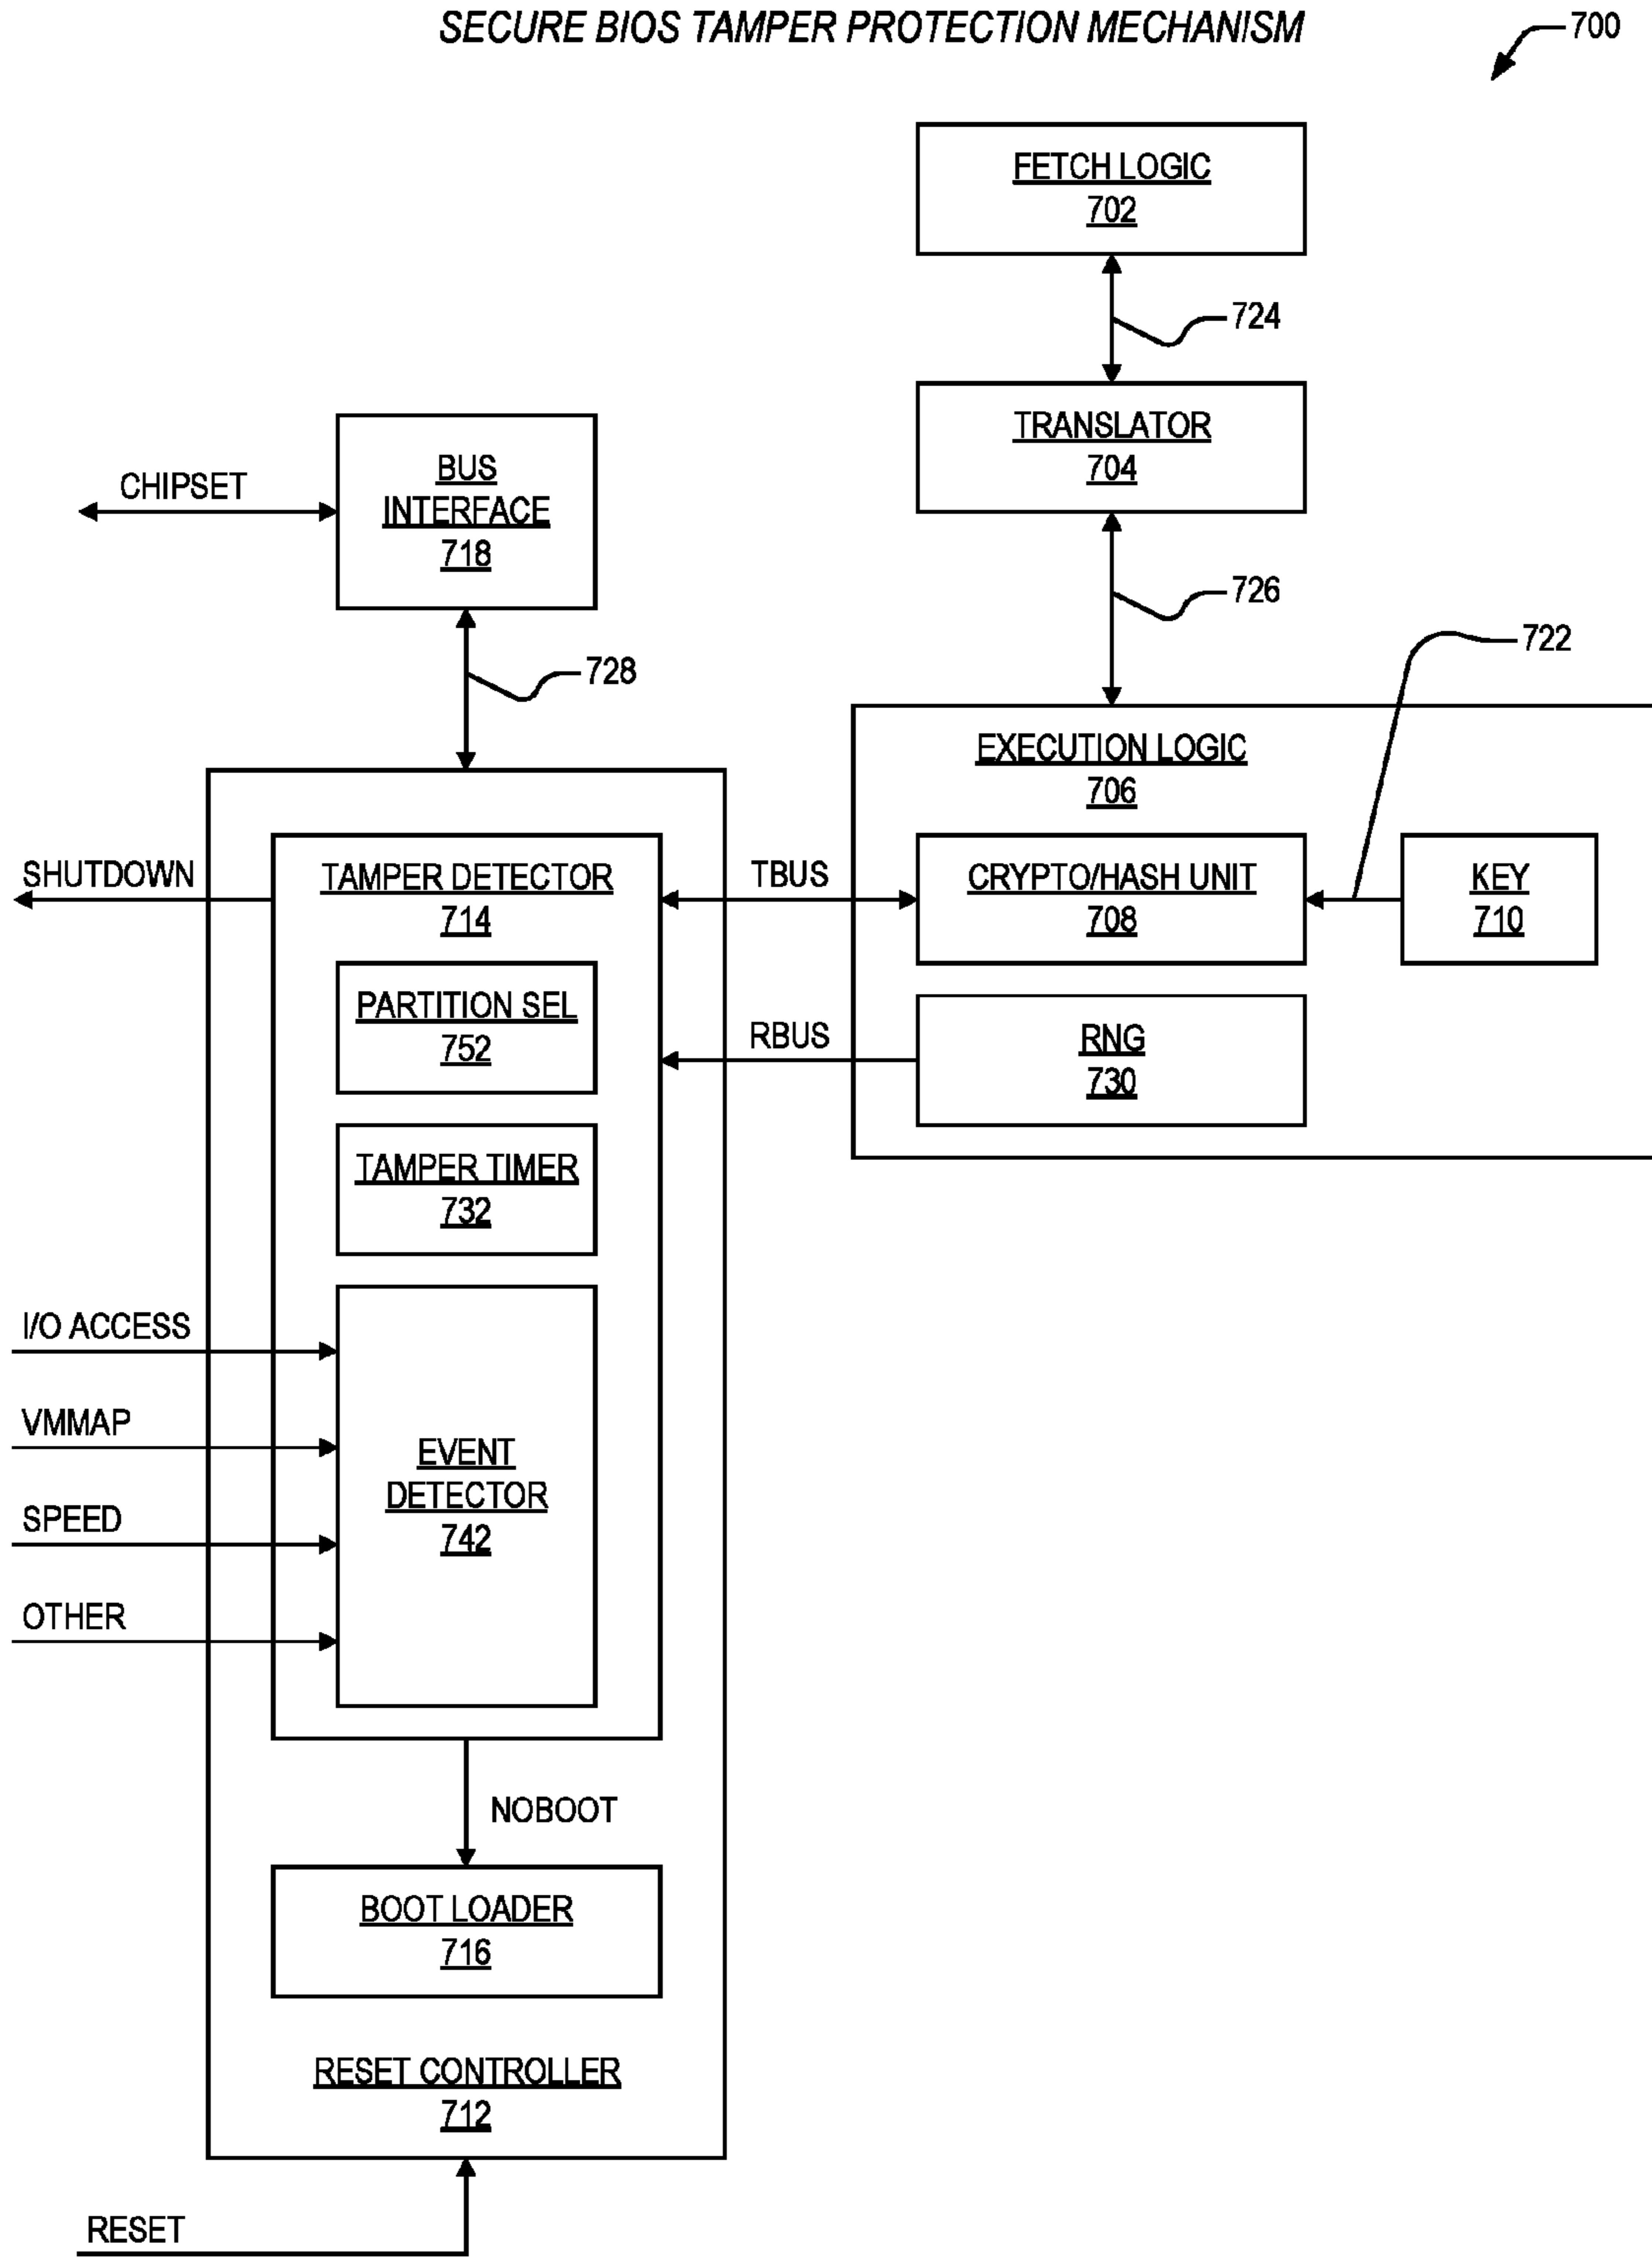 SECURE BIOS TAMPER PROTECTION MECHANISM
700
FETCH LOGIC
702
724
TRANSLATOR
704
CHIPSET
BUS
INTERFACE
718
726
722
728
EXECUTION LOGIC
706
SHUTDOWN
TAMPER DETECTOR
714
TBUS
CRYPTO/HASH UNIT
708
KEY
710
PARTITION SEL
752
RBUS
RNG
730
TAMPER TIMER
732
I/O ACCESS
VMMAP
SPEED
OTHER
EVENT
DETECTOR
742
NOBOOT
BOOT LOADER
716
RESET CONTROLLER
712
RESET